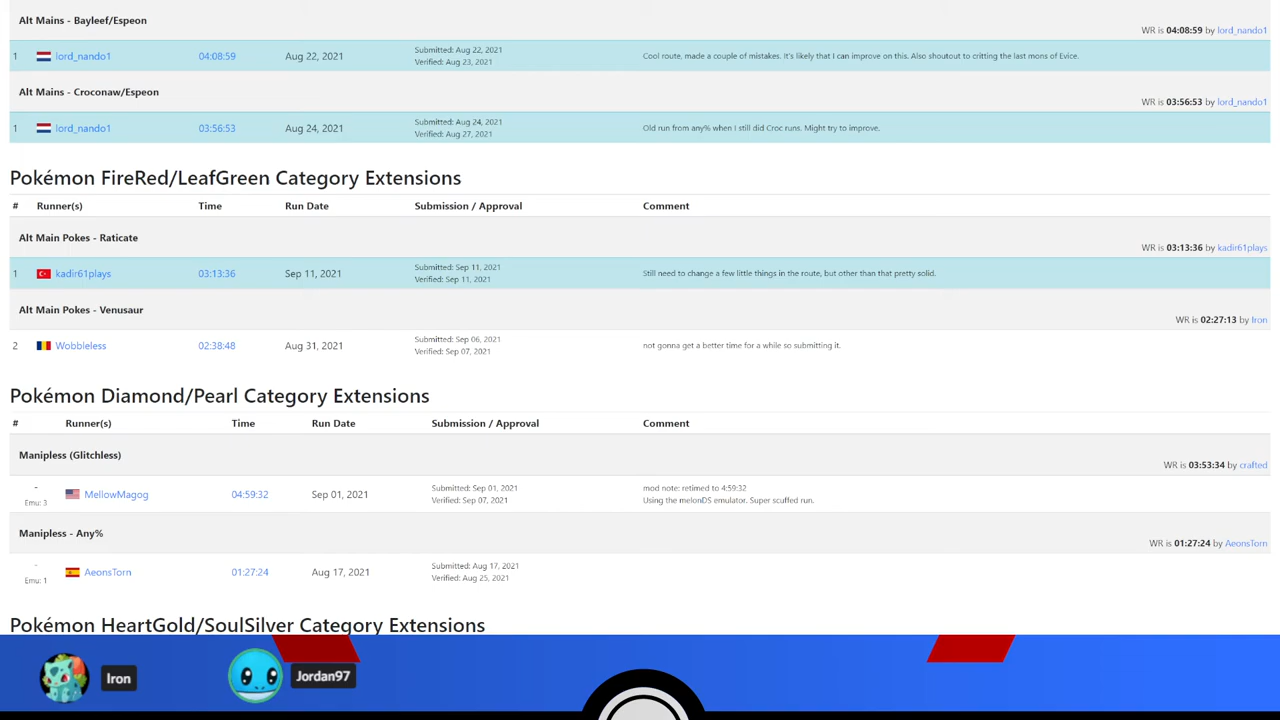 Alt Mains - Bayleef/Espeon
WR is 04:08:59 by lord_nando1
1 lord_nando1 04:08:59 Aug 22, 2021 Submitted: Aug 22, 2021 Verified: Aug 23, 2021 Cool route, made a couple of mistakes. It's likely that I can improve on this. Also shoutout to critting the last mons of Evice.
Alt Mains - Croconaw/Espeon
WR is 03:56:53 by lord_nando1
1 lord_nando1 03:56:53 Aug 24, 2021 Submitted: Aug 24, 2021 Verified: Aug 27, 2021 Old run from any% when I still did Croc runs. Might try to improve.
Pokémon FireRed/LeafGreen Category Extensions
# Runner(s) Time Run Date Submission / Approval Comment
Alt Main Pokes - Raticate
WR is 03:13:36 by kadir61plays
1 kadir61plays 03:13:36 Sep 11, 2021 Submitted: Sep 11, 2021 Verified: Sep 11, 2021 Still need to change a few little things in the route, but other than that pretty solid.
Alt Main Pokes - Venusaur
WR is 02:27:13 by Iron
2 Wobbleless 02:38:48 Aug 31, 2021 Submitted: Sep 06, 2021 Verified: Sep 07, 2021 not gonna get a better time for a while so submitting it.
Pokémon Diamond/Pearl Category Extensions
# Runner(s) Time Run Date Submission / Approval Comment
Manipless (Glitchless)
WR is 03:53:34 by crafted
- Emu: 3 MellowMagog 04:59:32 Sep 01, 2021 Submitted: Sep 01, 2021 Verified: Sep 07, 2021 mod note: retimed to 4:59:32 Using the melonDS emulator. Super scuffed run.
Manipless - Any%
WR is 01:27:24 by AeonsTorn
- Emu: 1 AeonsTorn 01:27:24 Aug 17, 2021 Submitted: Aug 17, 2021 Verified: Aug 25, 2021
Pokémon HeartGold/SoulSilver Category Extensions
Iron Jordan97